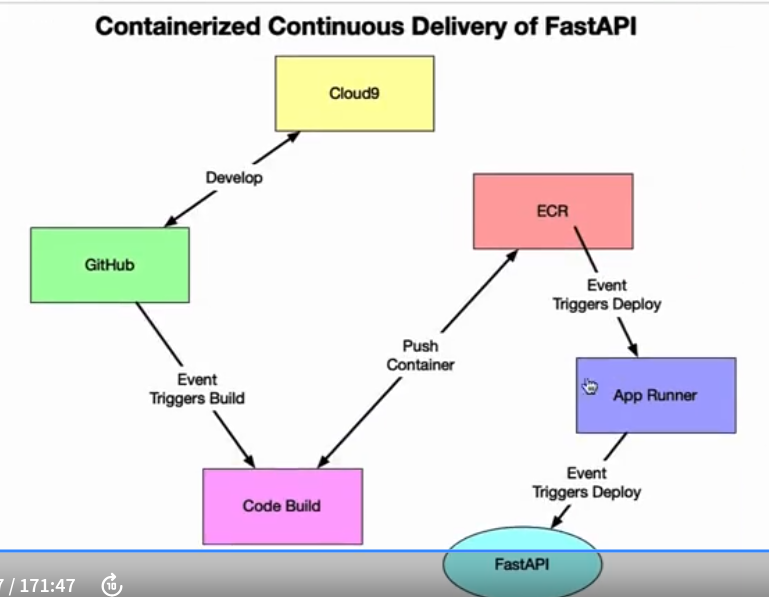 Containerized Continuous Delivery of FastAPI
Cloud9
Develop
ECR
GitHub
Event
Triggers Deploy
Push
Container
Event
Triggers Build
App Runner
Event
Triggers Deploy
Code Build
FastAPI
7 / 171:47
10